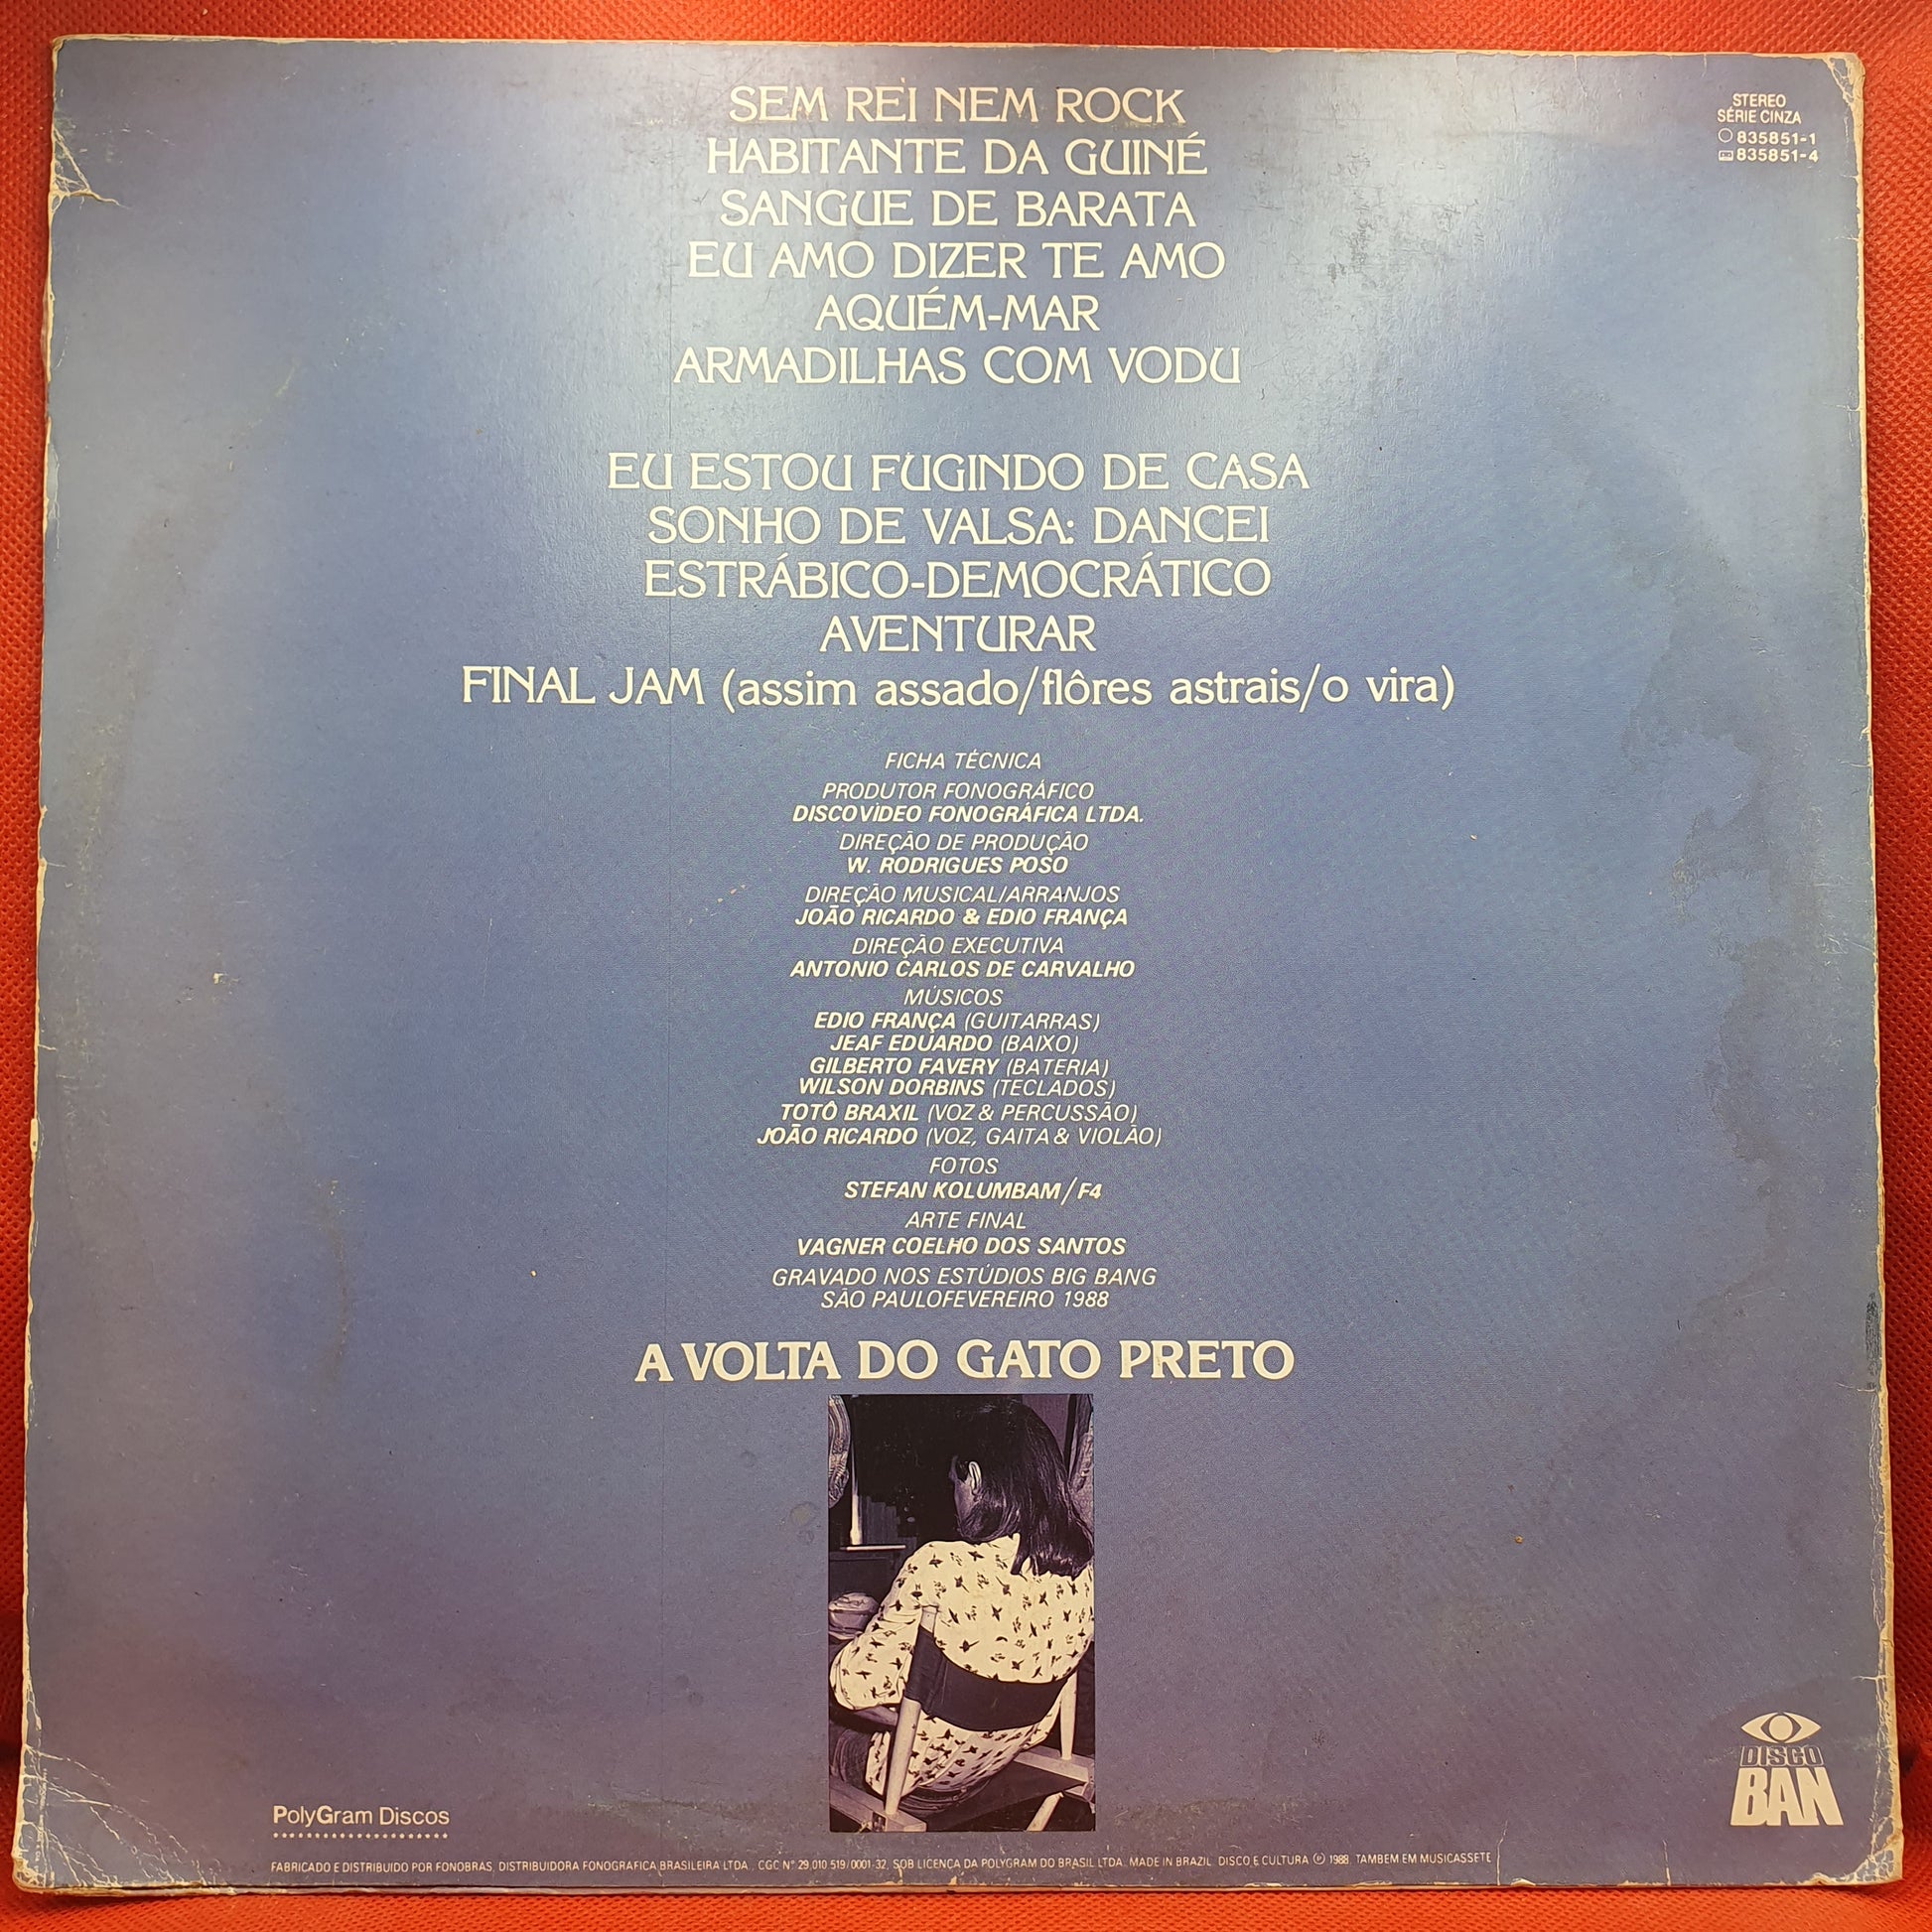 SEM REI NEM ROCK
HABITANTE DA GUINÉ
SANGUE DE BARATA
EU AMO DIZER TE AMO
AQUÉM-MAR
ARMADILHAS COM VODU
STEREO
SÉRIE CINZA
835851-1
835851-4
EU ESTOU FUGINDO DE CASA
SONHO DE VALSA: DANCEI
ESTRÁBICO-DEMOCRÁTICO
AVENTURAR
FINAL JAM (assim assado/flôres astrais/o vira)
FICHA TÉCNICA
PRODUTOR FONOGRÁFICO
DISCOVÍDEO FONOGRÁFICA LTDA.
DIREÇÃO DE PRODUÇÃO
W. RODRIGUES POSO
DIREÇÃO MUSICAL/ARRANJOS
JOÃO RICARDO & EDIO FRANÇA
DIREÇÃO EXECUTIVA
ANTONIO CARLOS DE CARVALHO
MÚSICOS
EDIO FRANÇA (GUITARRAS)
JEAF EDUARDO (BAIXO)
GILBERTO FAVERY (BATERIA)
WILSON DORBINS (TECLADOS)
TOTÔ BRAXIL (VOZ & PERCUSSÃO)
JOÃO RICARDO (VOZ, GAITA & VIOLÃO)
FOTOS
STEFAN KOLUMBAM/F4
ARTE FINAL
VAGNER COELHO DOS SANTOS
GRAVADO NOS ESTÚDIOS BIG BANG
SÃO PAULOFEVEREIRO 1988
A VOLTA DO GATO PRETO
DISCO
BAN
PolyGram Discos
FABRICADO E DISTRIBUIDO POR FONOBRAS, DISTRIBUIDORA FONOGRAFICA BRASILEIRA LTDA., CGC Nº 29.010.519/0001-32, SOB LICENÇA DA POLYGRAM DO BRASIL LTDA. MADE IN BRAZIL. DISCO É CULTURA ℗ 1988. TAMBEM EM MUSICASSETE